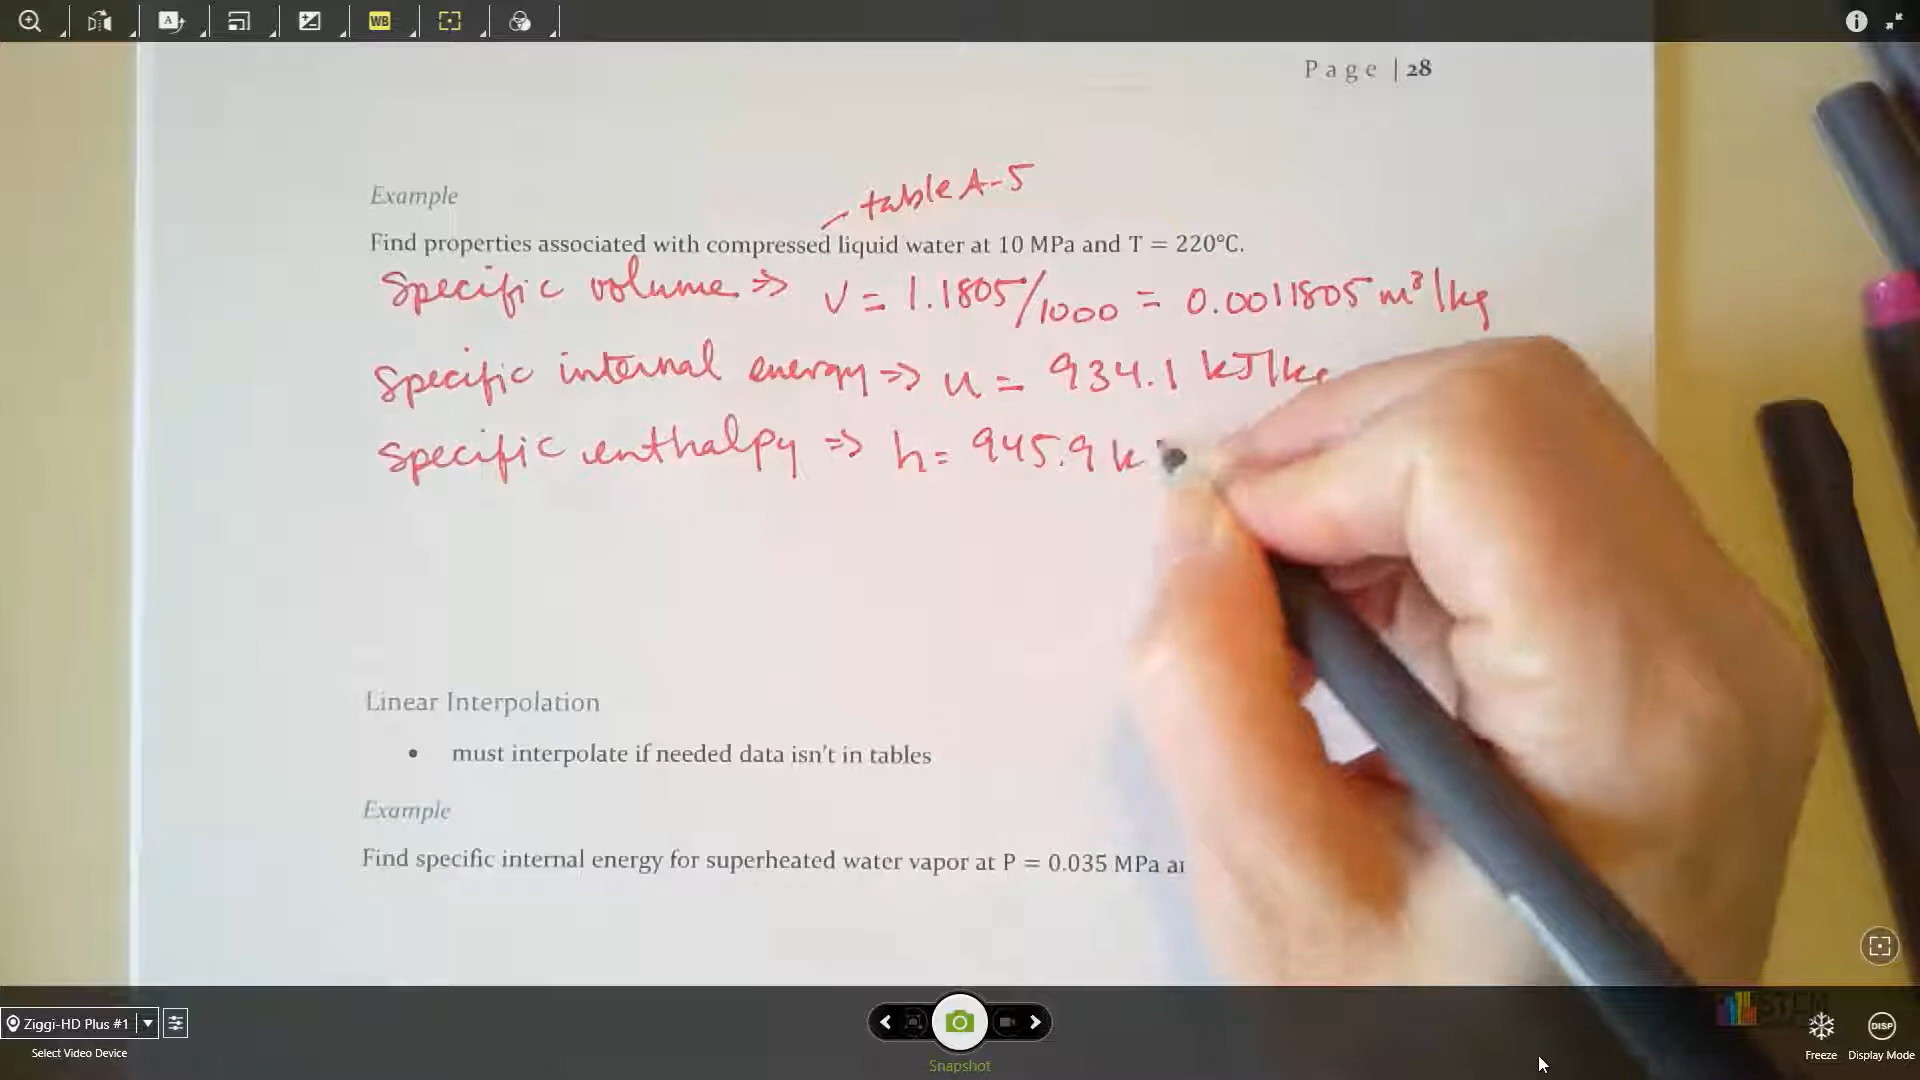 WB
Page | 28
table A-5
Example
Find properties associated with compressed liquid water at 10 MPa and T = 220°C.
Specific volume ⇒ v = 1.1805/1000 = 0.0011805 m³/kg
Specific internal energy ⇒ u = 934.1 kJ/kg
Specific enthalpy ⇒ h = 945.9 k
Linear Interpolation
• must interpolate if needed data isn't in tables
Example
Find specific internal energy for superheated water vapor at P = 0.035 MPa
STEM
Ziggi-HD Plus #1
Select Video Device
Snapshot
Freeze
DISP
Display Mode